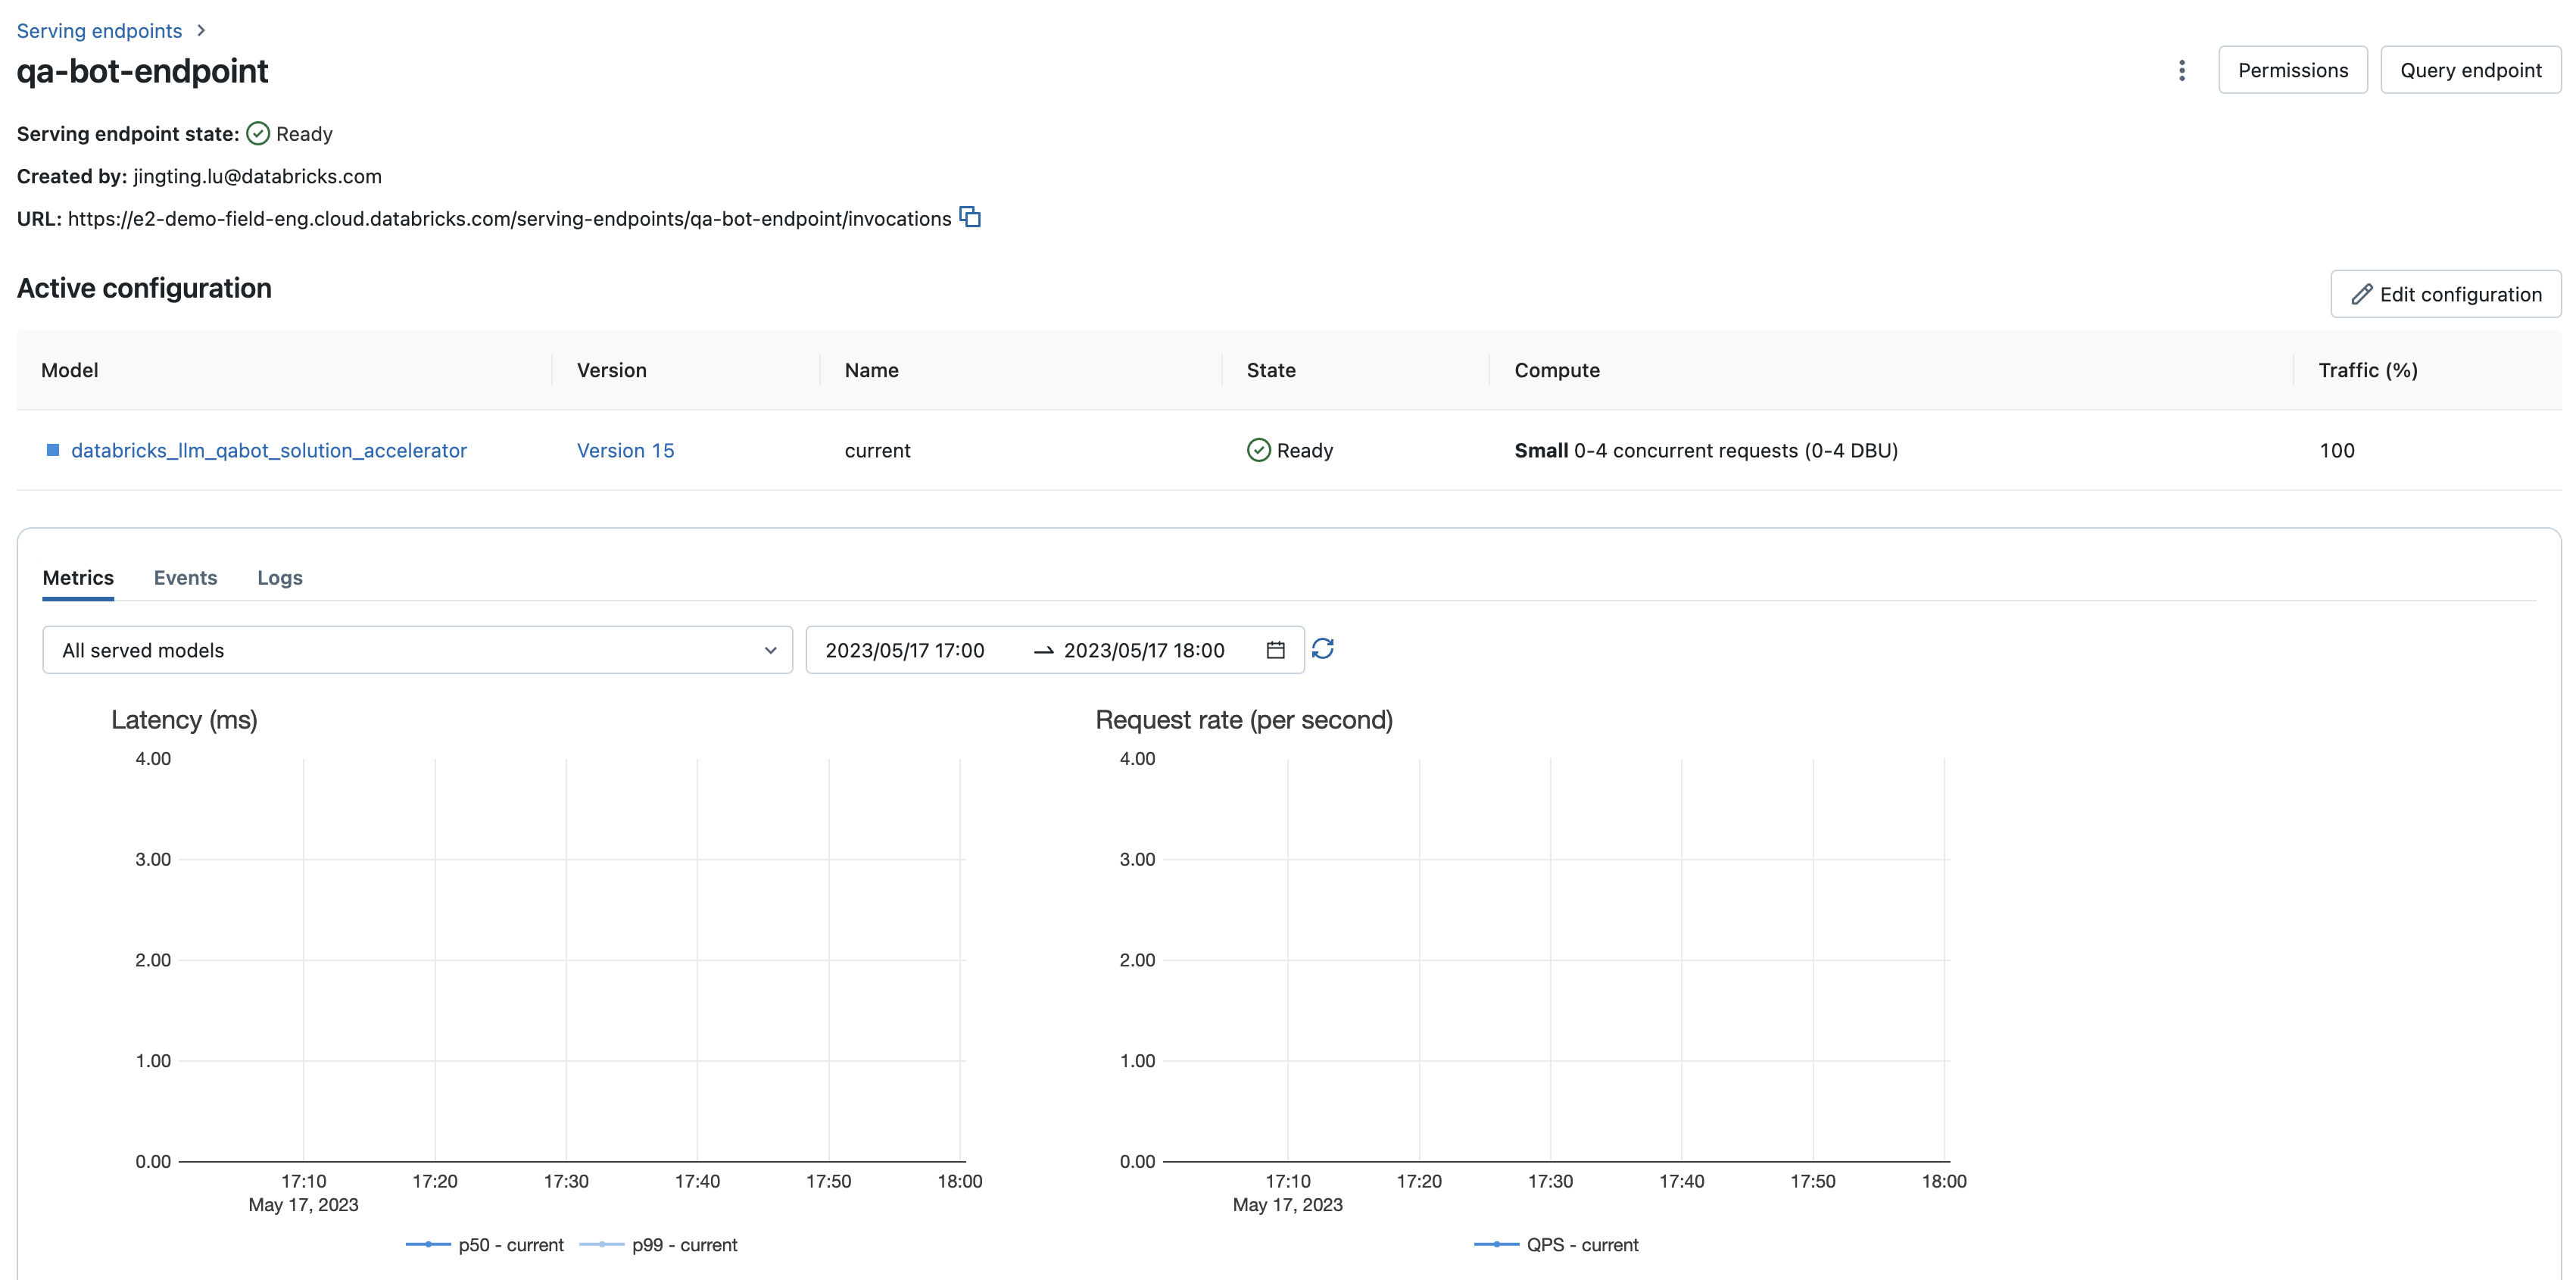 Serving endpoints
qa-bot-endpoint
Permissions
Query endpoint
Serving endpoint state: Ready
Created by: jingting.lu@databricks.com
URL: https://e2-demo-field-eng.cloud.databricks.com/serving-endpoints/qa-bot-endpoint/invocations
Active configuration
Edit configuration
Model Version Name State Compute Traffic (%)
databricks_llm_qabot_solution_accelerator Version 15 current Ready Small 0-4 concurrent requests (0-4 DBU) 100
Metrics Events Logs
All served models 2023/05/17 17:00 → 2023/05/17 18:00
Latency (ms)
4.00
3.00
2.00
1.00
0.00
17:10 17:20 17:30 17:40 17:50 18:00
May 17, 2023
p50 - current p99 - current
Request rate (per second)
4.00
3.00
2.00
1.00
0.00
17:10 17:20 17:30 17:40 17:50 18:00
May 17, 2023
QPS - current